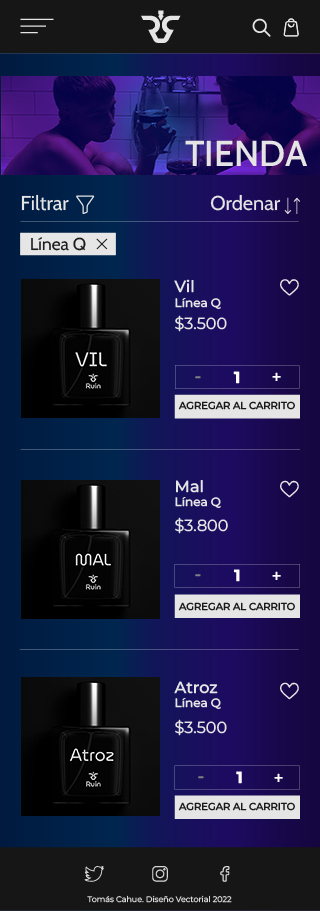 TIENDA
Filtrar
Ordenar
Línea Q
Vil
Línea Q
$3.500
VIL
Ruin
- 1 +
AGREGAR AL CARRITO
Mal
Línea Q
$3.800
MAL
Ruin
- 1 +
AGREGAR AL CARRITO
Atroz
Línea Q
$3.500
Atroz
Ruin
- 1 +
AGREGAR AL CARRITO
Tomás Cahue. Diseño Vectorial 2022